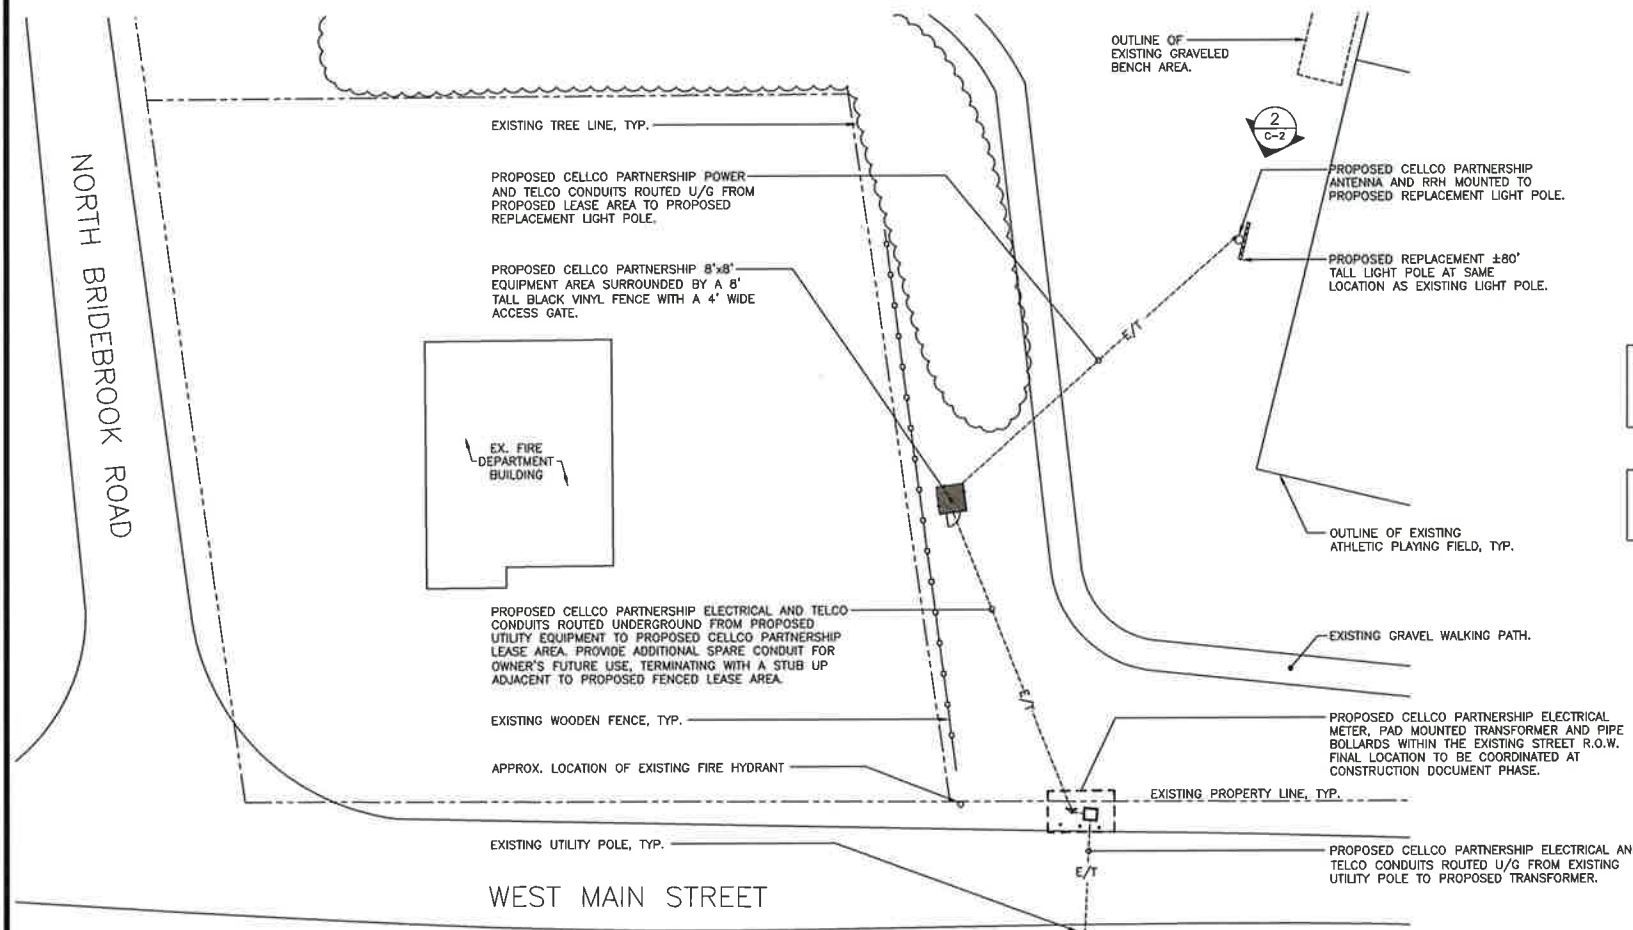 OUTLINE OF
EXISTING GRAVELED
BENCH AREA.
2
C-2
EXISTING TREE LINE, TYP.
PROPOSED CELLCO PARTNERSHIP POWER
AND TELCO CONDUITS ROUTED U/G FROM
PROPOSED LEASE AREA TO PROPOSED
REPLACEMENT LIGHT POLE.
PROPOSED CELLCO PARTNERSHIP
ANTENNA AND RRH MOUNTED TO
PROPOSED REPLACEMENT LIGHT POLE.
NORTH BRIDEBROOK ROAD
PROPOSED CELLCO PARTNERSHIP 8'x8'
EQUIPMENT AREA SURROUNDED BY A 8'
TALL BLACK VINYL FENCE WITH A 4' WIDE
ACCESS GATE.
PROPOSED REPLACEMENT ±80'
TALL LIGHT POLE AT SAME
LOCATION AS EXISTING LIGHT POLE.
E/T
EX. FIRE
DEPARTMENT
BUILDING
OUTLINE OF EXISTING
ATHLETIC PLAYING FIELD, TYP.
PROPOSED CELLCO PARTNERSHIP ELECTRICAL AND TELCO
CONDUITS ROUTED UNDERGROUND FROM PROPOSED
UTILITY EQUIPMENT TO PROPOSED CELLCO PARTNERSHIP
LEASE AREA. PROVIDE ADDITIONAL SPARE CONDUIT FOR
OWNER'S FUTURE USE, TERMINATING WITH A STUB UP
ADJACENT TO PROPOSED FENCED LEASE AREA.
EXISTING GRAVEL WALKING PATH.
E/T
EXISTING WOODEN FENCE, TYP.
PROPOSED CELLCO PARTNERSHIP ELECTRICAL
METER, PAD MOUNTED TRANSFORMER AND PIPE
BOLLARDS WITHIN THE EXISTING STREET R.O.W.
FINAL LOCATION TO BE COORDINATED AT
CONSTRUCTION DOCUMENT PHASE.
APPROX. LOCATION OF EXISTING FIRE HYDRANT
EXISTING PROPERTY LINE, TYP.
EXISTING UTILITY POLE, TYP.
PROPOSED CELLCO PARTNERSHIP ELECTRICAL AN
TELCO CONDUITS ROUTED U/G FROM EXISTING
UTILITY POLE TO PROPOSED TRANSFORMER.
E/T
WEST MAIN STREET